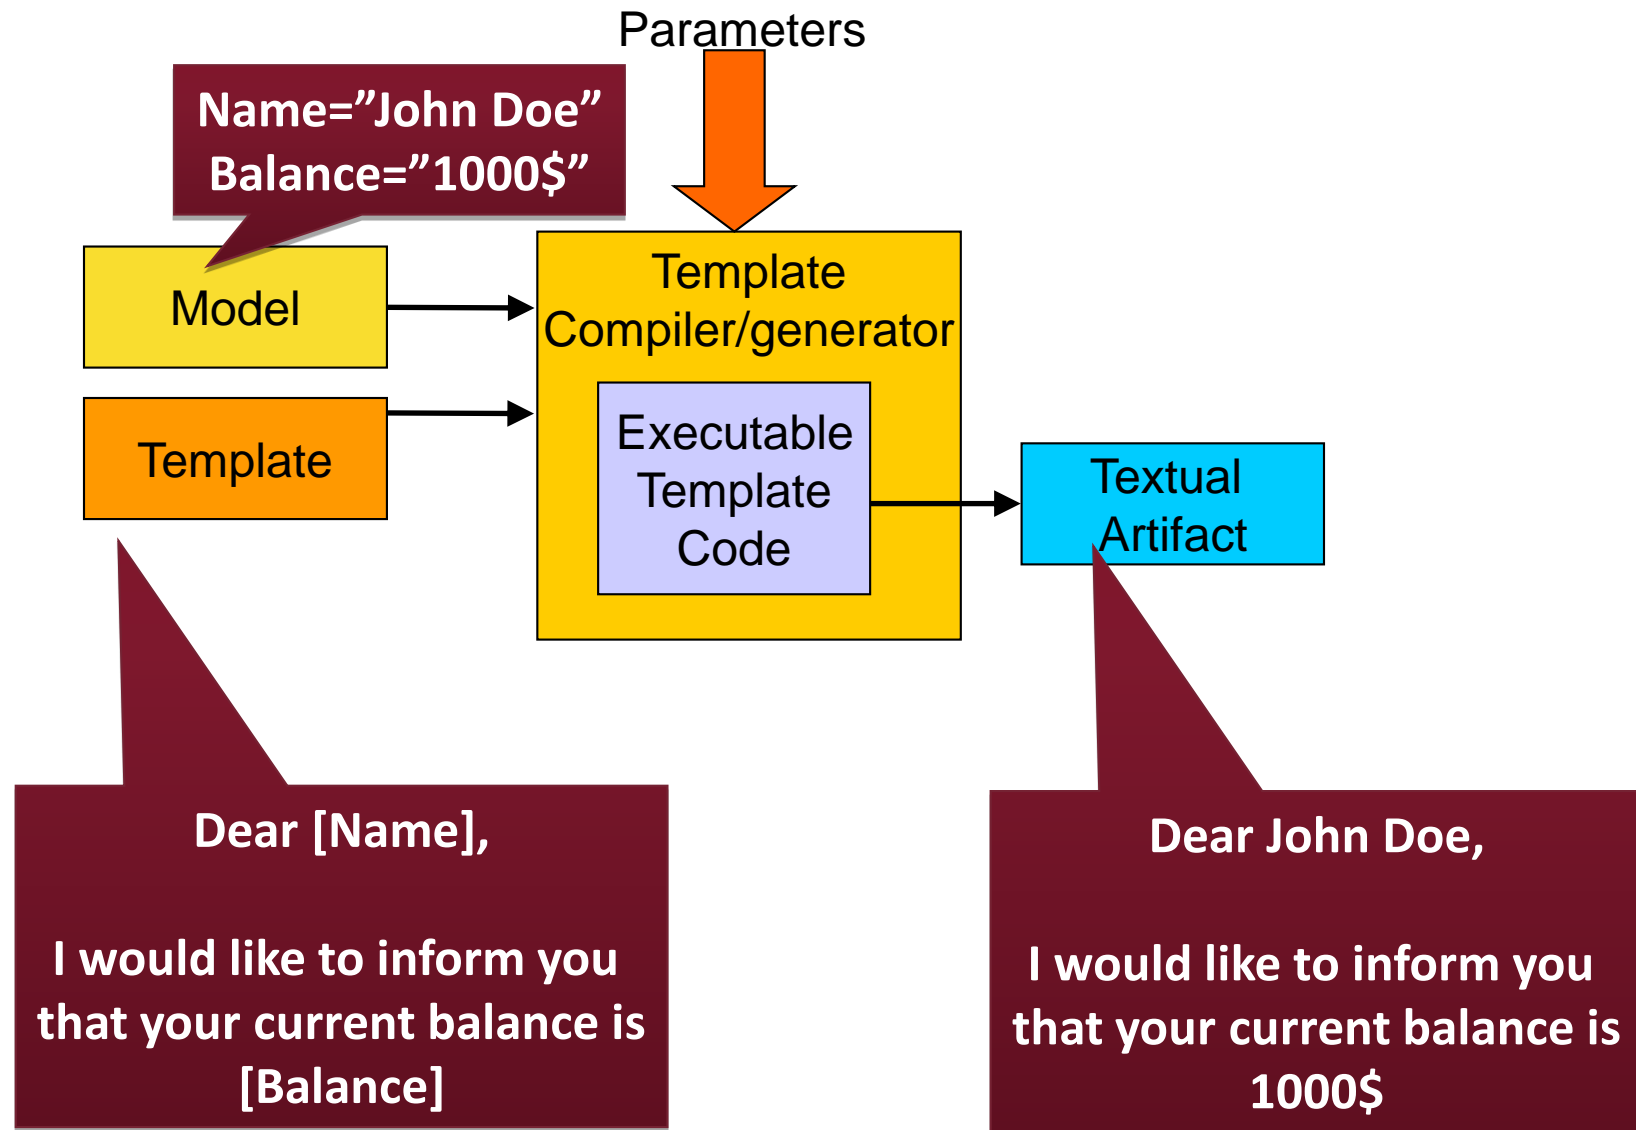 Parameters
Name=”John Doe”
Balance=”1000$”
Model
Template
Template
Compiler/generator
Executable
Template
Code
Textual
Artifact
Dear [Name],
I would like to inform you
that your current balance is
[Balance]
Dear John Doe,
I would like to inform you
that your current balance is
1000$